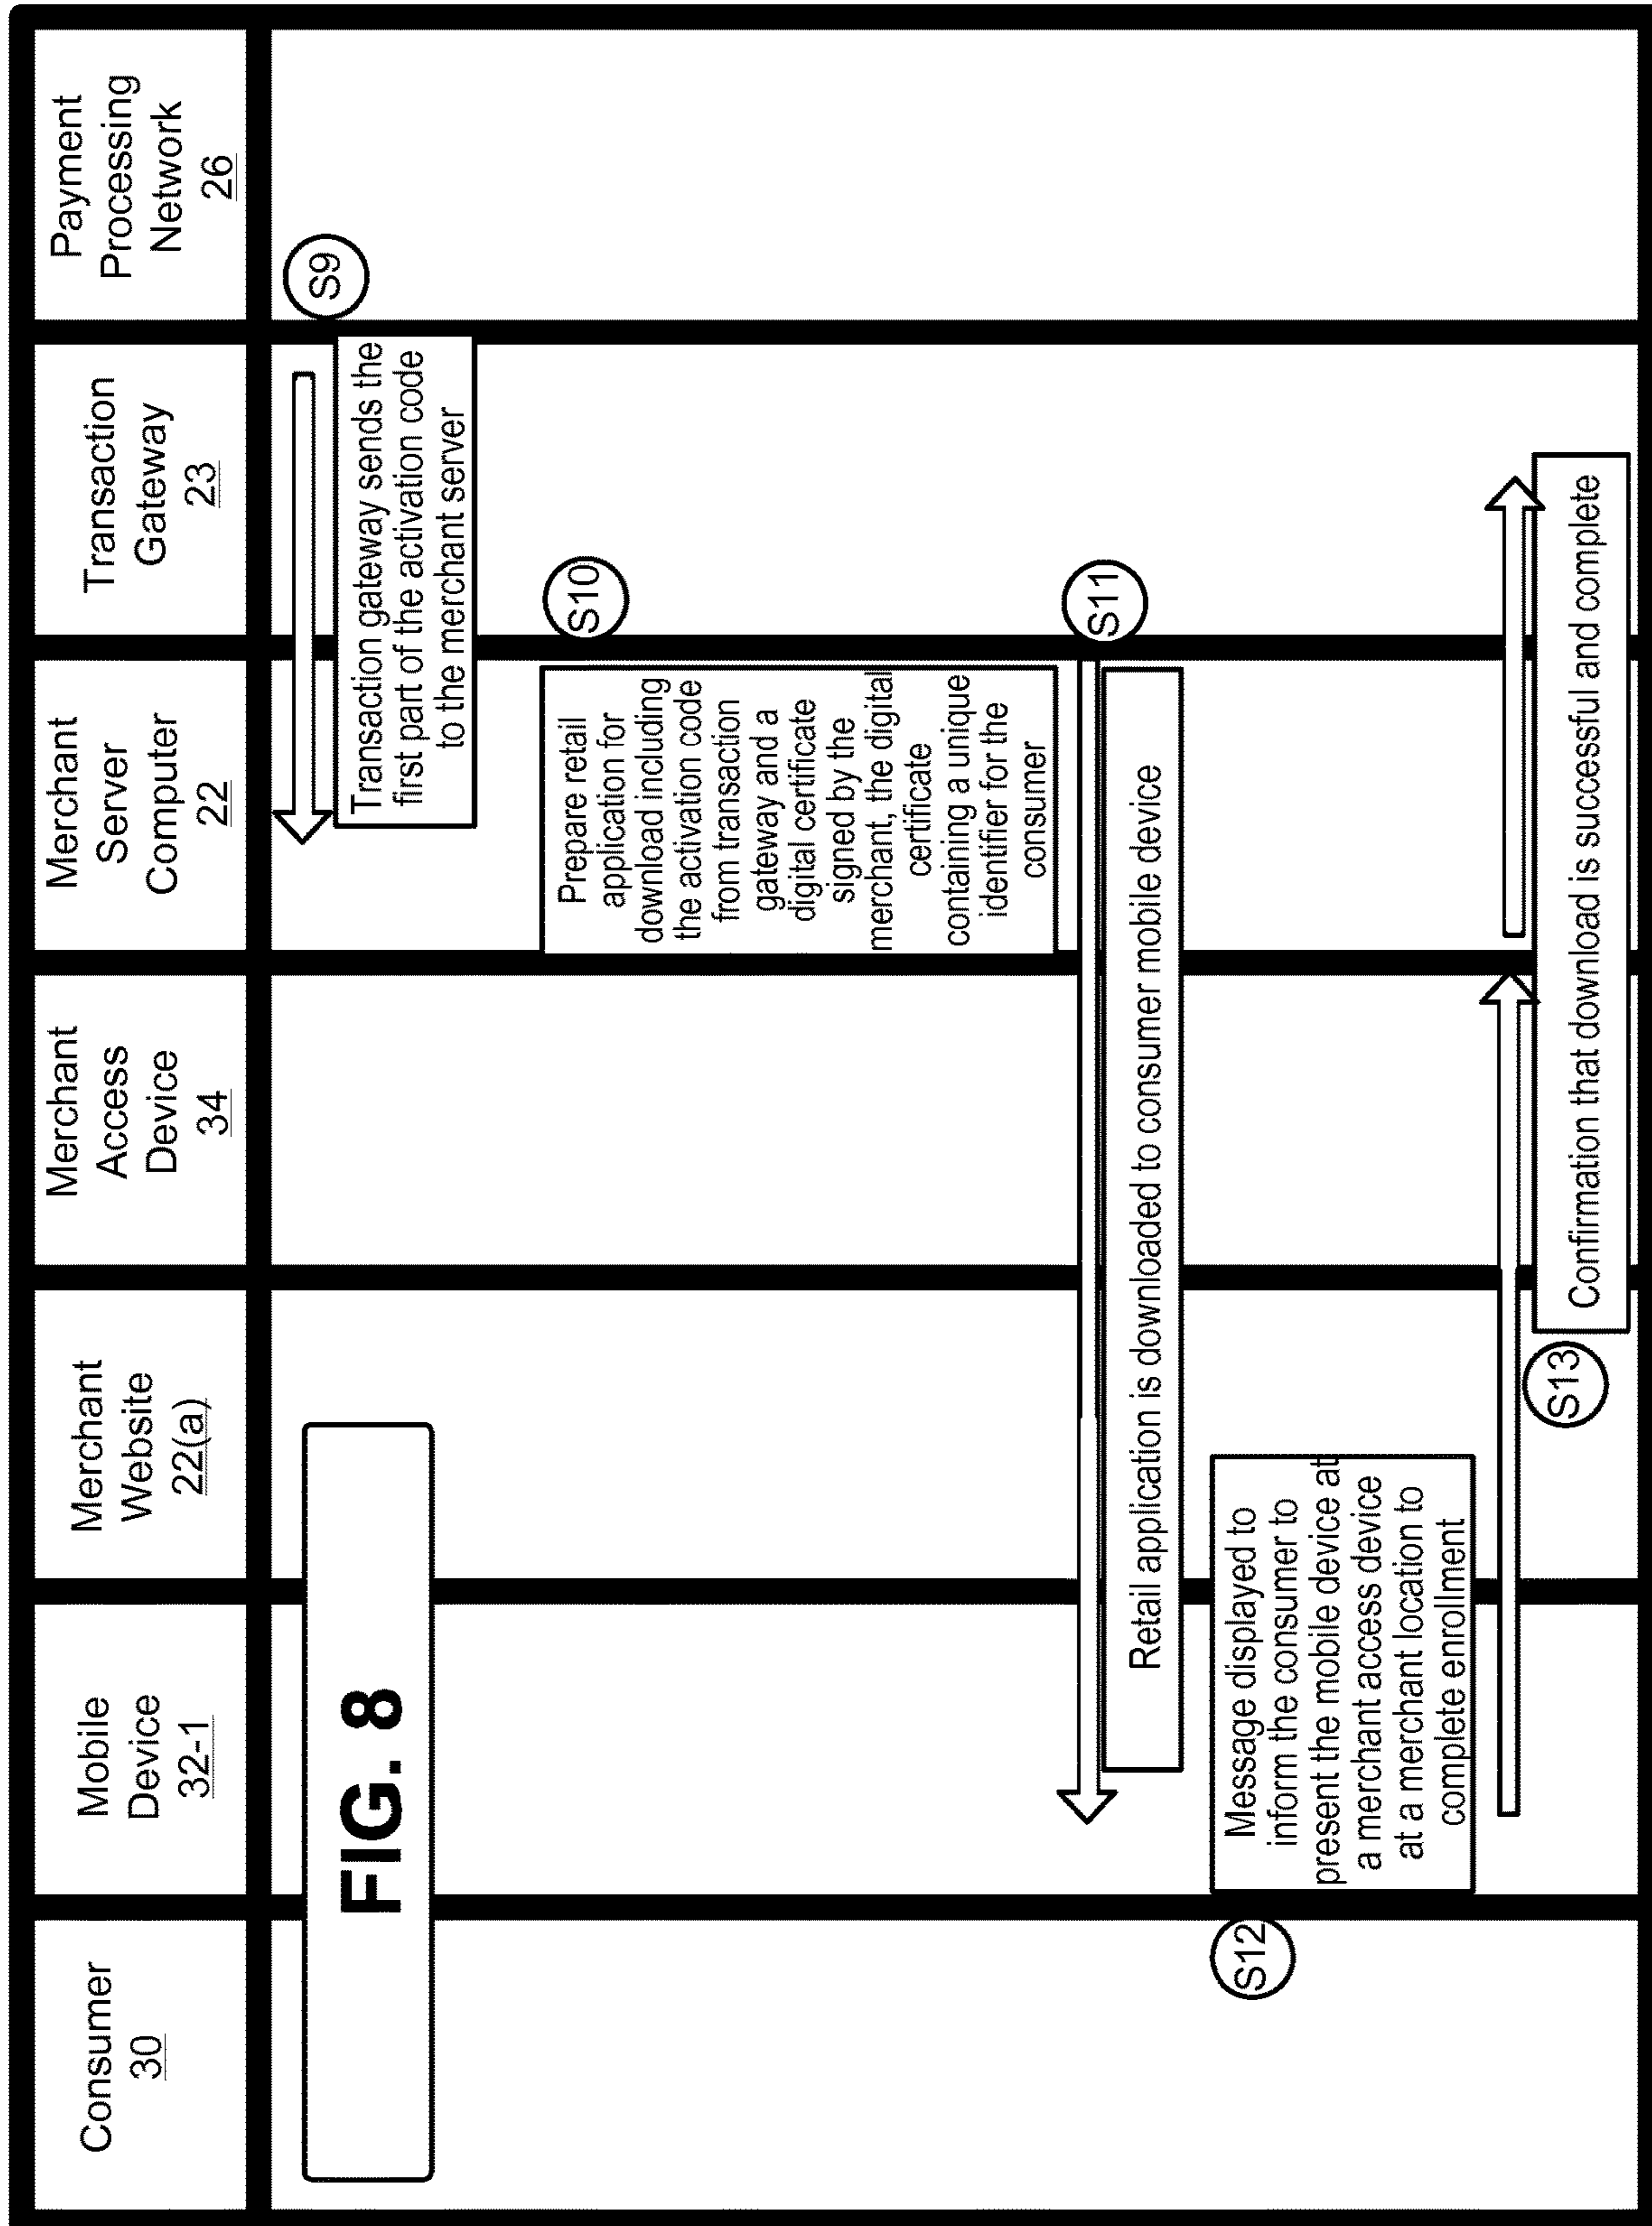 Consumer
30
Mobile
Device
32-1
Merchant
Website
22(a)
Merchant
Access
Device
34
Merchant
Server
Computer
22
Transaction
Gateway
23
Payment
Processing
Network
26
FIG. 8
S9
Transaction gateway sends the
first part of the activation code
to the merchant server
S10
Prepare retail
application for
download including
the activation code
from transaction
gateway and a
digital certificate
signed by the
merchant, the digital
certificate
containing a unique
identifier for the
consumer
S11
Retail application is downloaded to consumer mobile device
S12
Message displayed to
inform the consumer to
present the mobile device at
a merchant access device
at a merchant location to
complete enrollment
S13
Confirmation that download is successful and complete